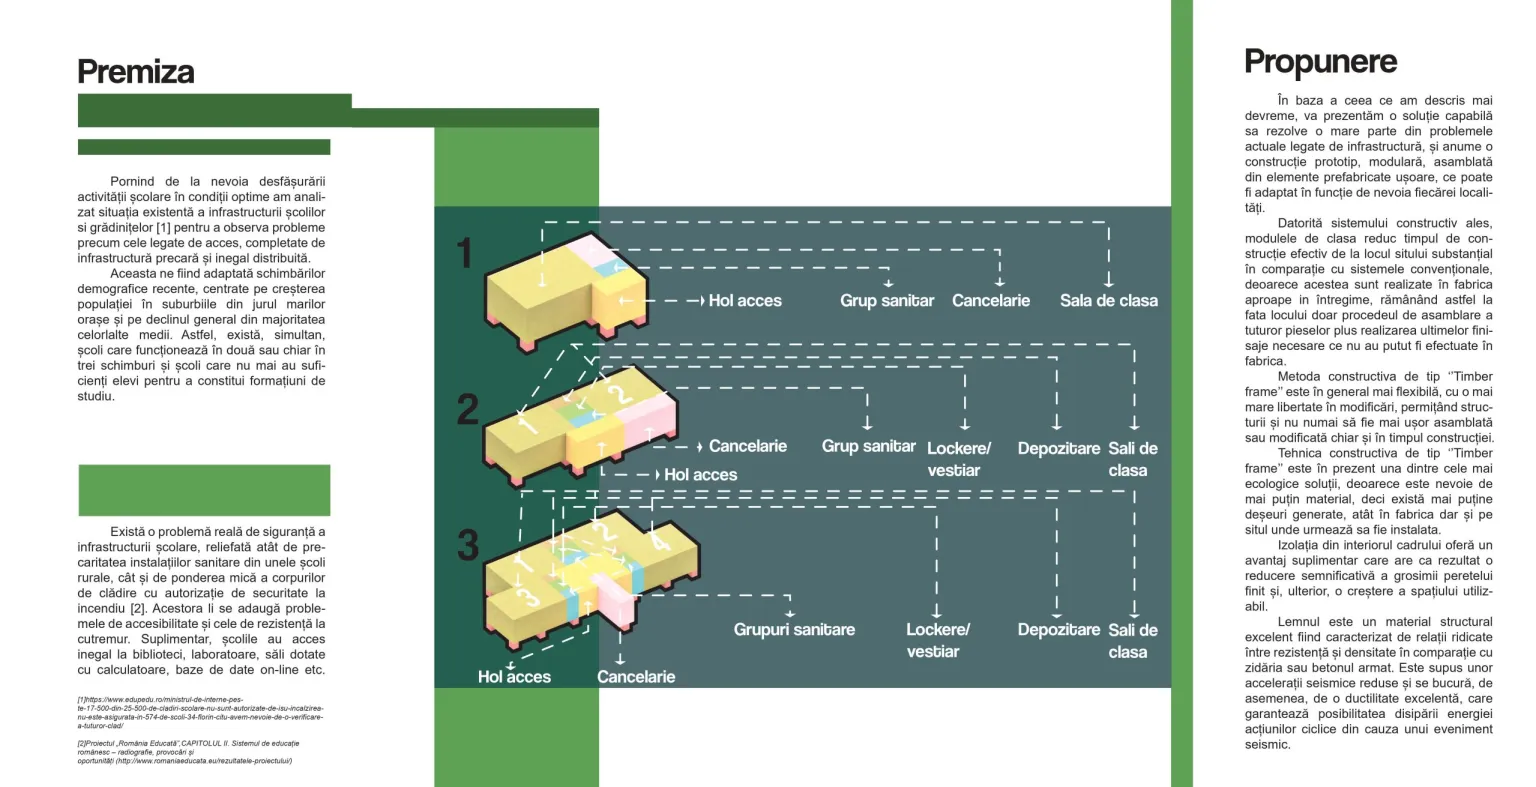 Premiza
Pornind de la nevoia desfășurării
activității școlare în condiții optime am anali-
zat situația existentă a infrastructurii școlilor
si grădinițelor [1] pentru a observa probleme
precum cele legate de acces, completate de
infrastructură precară și inegal distribuită.
Aceasta ne fiind adaptată schimbărilor
demografice recente, centrate pe creșterea
populației în suburbiile din jurul marilor
orașe și pe declinul general din majoritatea
celorlalte medii. Astfel, există, simultan,
școli care funcționează în două sau chiar în
trei schimburi și școli care nu mai au sufi-
cienți elevi pentru a constitui formațiuni de
studiu.
Există o problemă reală de siguranță a
infrastructurii școlare, reliefată atât de pre-
caritatea instalațiilor sanitare din unele școli
rurale, cât și de ponderea mică a corpurilor
de clădire cu autorizație de securitate la
incendiu [2]. Acestora li se adaugă proble-
mele de accesibilitate și cele de rezistență la
cutremur. Suplimentar, școlile au acces
inegal la biblioteci, laboratoare, săli dotate
cu calculatoare, baze de date on-line etc.
[1]https://www.edupedu.ro/ministrul-de-interne-pes-
te-17-500-din-25-500-de-cladiri-scolare-nu-sunt-autorizate-de-isu-incalzirea-
nu-este-asigurata-in-574-de-scoli-34-florin-citu-avem-nevoie-de-o-verificare-
a-tuturor-clad/
[2]Proiectul „România Educată”,CAPITOLUL II. Sistemul de educație
românesc – radiografie, provocări și
oportunități (http://www.romaniaeducata.eu/rezultatele-proiectului/)
1
Hol acces
Grup sanitar
Cancelarie
Sala de clasa
2
1
2
Cancelarie
Hol acces
Grup sanitar
Lockere/
vestiar
Depozitare
Sali de
clasa
3
1
2
3
4
Grupuri sanitare
Lockere/
vestiar
Depozitare
Sali de
clasa
Hol acces
Cancelarie
Propunere
În baza a ceea ce am descris mai
devreme, va prezentăm o soluție capabilă
sa rezolve o mare parte din problemele
actuale legate de infrastructură, și anume o
construcție prototip, modulară, asamblată
din elemente prefabricate ușoare, ce poate
fi adaptat în funcție de nevoia fiecărei locali-
tăți.
Datorită sistemului constructiv ales,
modulele de clasa reduc timpul de con-
strucție efectiv de la locul sitului substanțial
în comparație cu sistemele convenționale,
deoarece acestea sunt realizate în fabrica
aproape in întregime, rămânând astfel la
fata locului doar procedeul de asamblare a
tuturor pieselor plus realizarea ultimelor fini-
saje necesare ce nu au putut fi efectuate în
fabrica.
Metoda constructiva de tip ‘’Timber
frame’’ este în general mai flexibilă, cu o mai
mare libertate în modificări, permițând struc-
turii și nu numai să fie mai ușor asamblată
sau modificată chiar și în timpul construcției.
Tehnica constructiva de tip ‘’Timber
frame’’ este în prezent una dintre cele mai
ecologice soluții, deoarece este nevoie de
mai puțin material, deci există mai puține
deșeuri generate, atât în fabrica dar și pe
situl unde urmează sa fie instalata.
Izolația din interiorul cadrului oferă un
avantaj suplimentar care are ca rezultat o
reducere semnificativă a grosimii peretelui
finit și, ulterior, o creștere a spațiului utiliz-
abil.
Lemnul este un material structural
excelent fiind caracterizat de relații ridicate
între rezistență și densitate în comparație cu
zidăria sau betonul armat. Este supus unor
accelerații seismice reduse și se bucură, de
asemenea, de o ductilitate excelentă, care
garantează posibilitatea disipării energiei
acțiunilor ciclice din cauza unui eveniment
seismic.